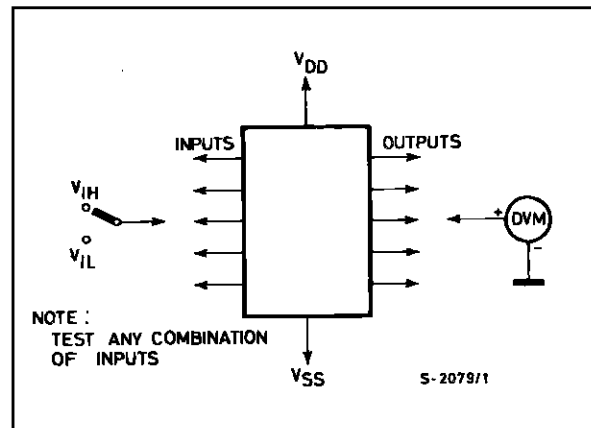 VDD
INPUTS
OUTPUTS
VIH
VIL
+
DVM
-
NOTE :
TEST ANY COMBINATION
OF INPUTS
VSS
S-2079/1